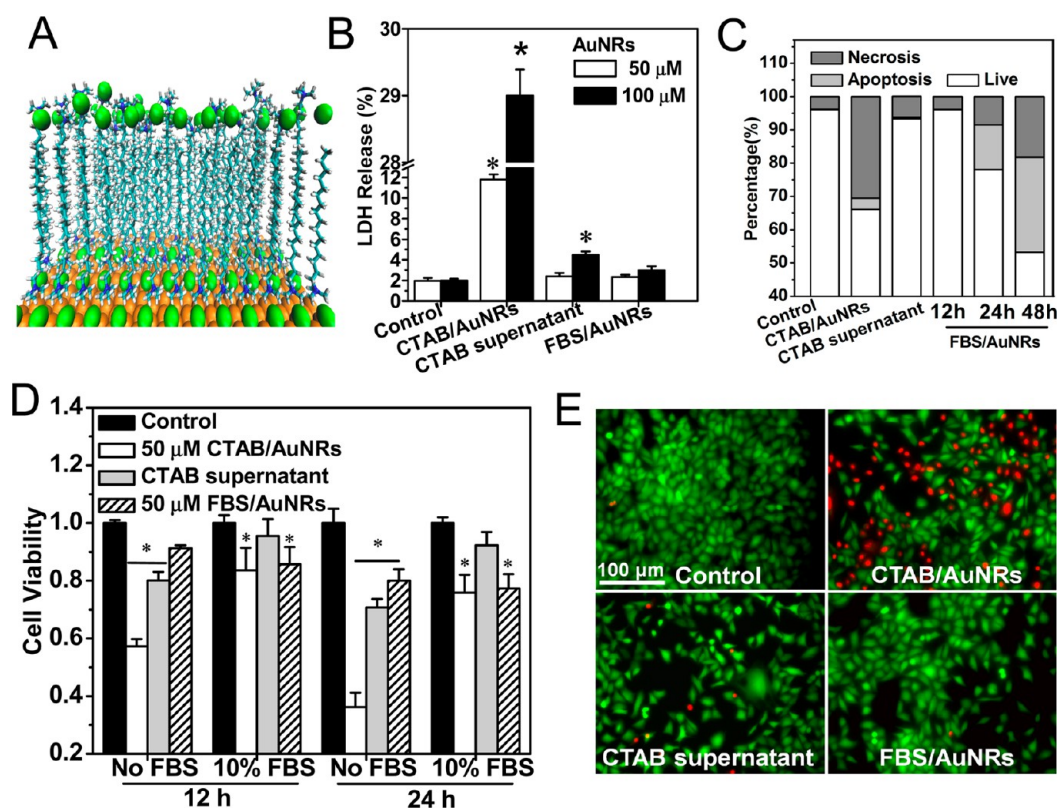 A
B
LDH Release (%)
30
29
28
12
10
8
6
4
2
0
AuNRs
50 μM
100 μM
*
*
*
Control
CTAB/AuNRs
CTAB supernatant
FBS/AuNRs
C
Percentage(%)
100
90
80
70
60
50
40
Necrosis
Apoptosis
Live
Control
CTAB/AuNRs
CTAB supernatant
12h 24h 48h
FBS/AuNRs
D
Cell Viability
1.4
1.2
1.0
0.8
0.6
0.4
0.2
Control
50 μM CTAB/AuNRs
CTAB supernatant
50 μM FBS/AuNRs
* * * * * *
No FBS 10% FBS No FBS 10% FBS
12 h 24 h
E
100 μm
Control
CTAB/AuNRs
CTAB supernatant
FBS/AuNRs